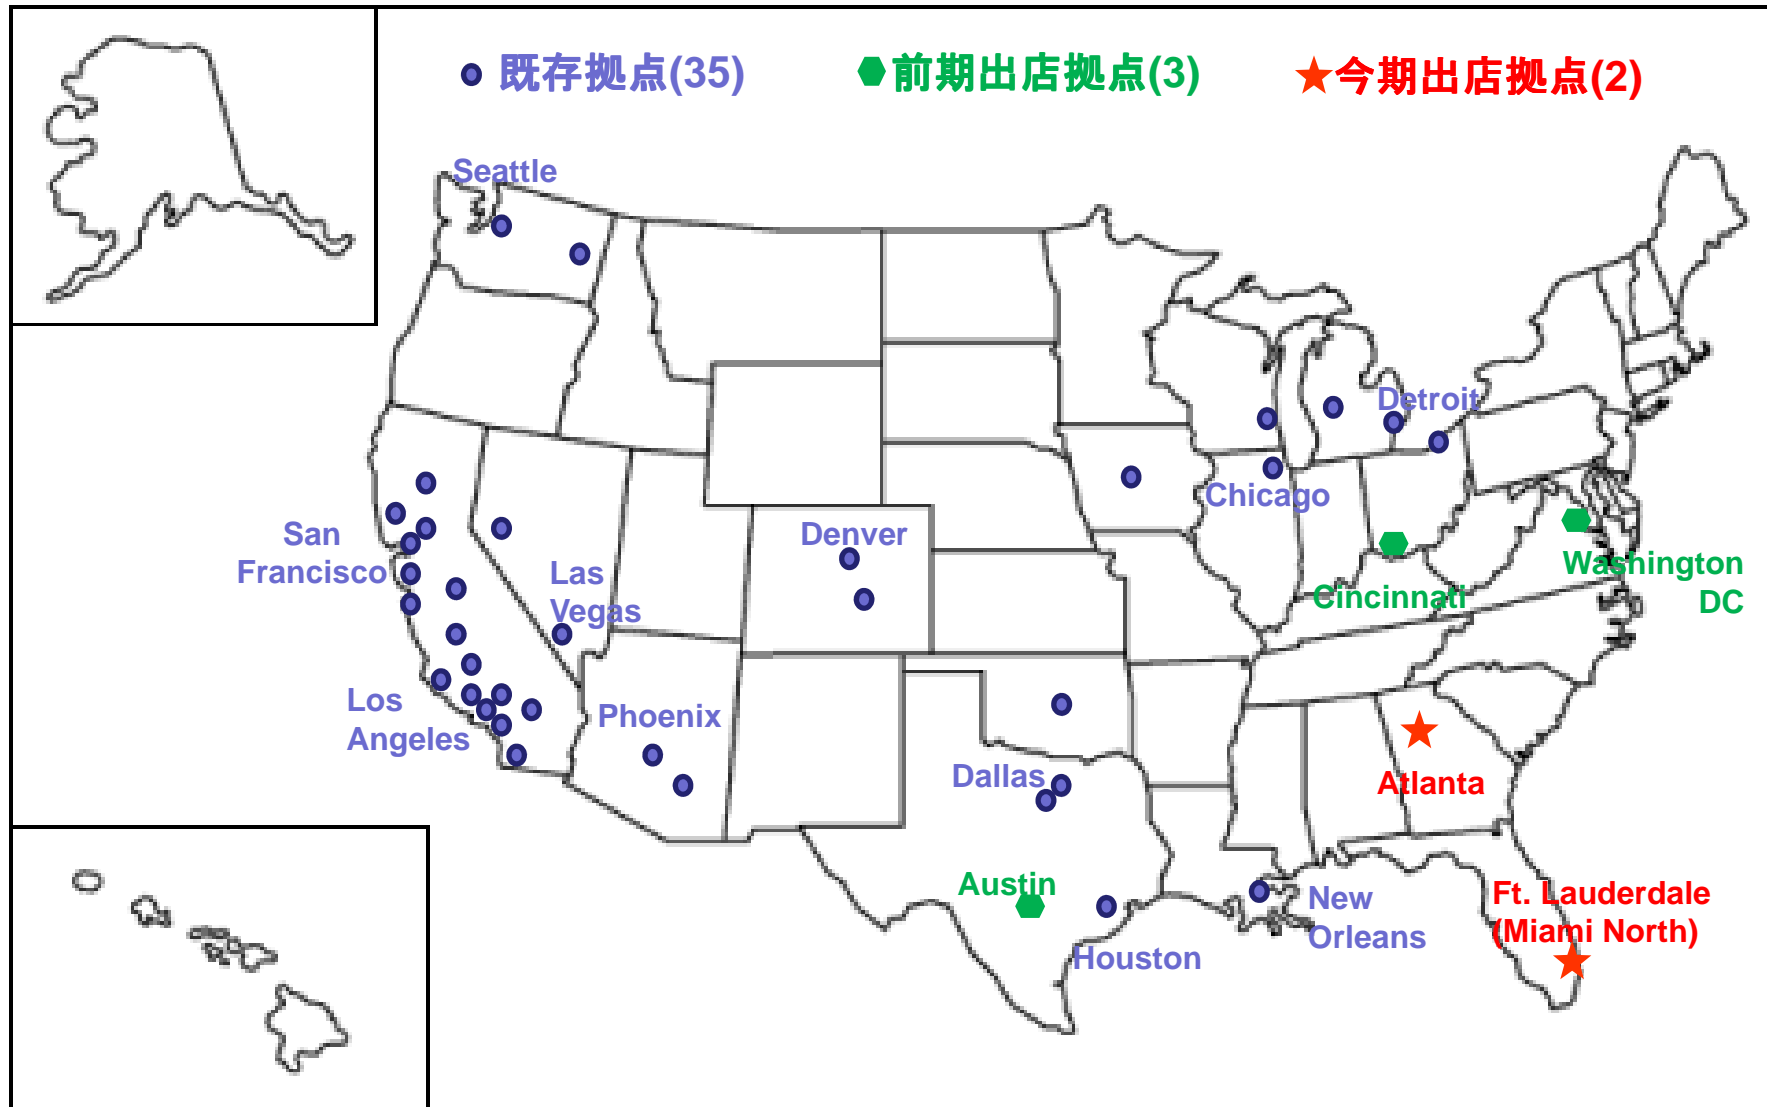 既存拠点(35)
前期出店拠点(3)
今期出店拠点(2)
Seattle
Detroit
Chicago
San
Francisco
Denver
Las
Vegas
Washington
DC
Cincinnati
Los
Angeles
Phoenix
Dallas
Atlanta
Austin
New
Orleans
Ft. Lauderdale
(Miami North)
Houston